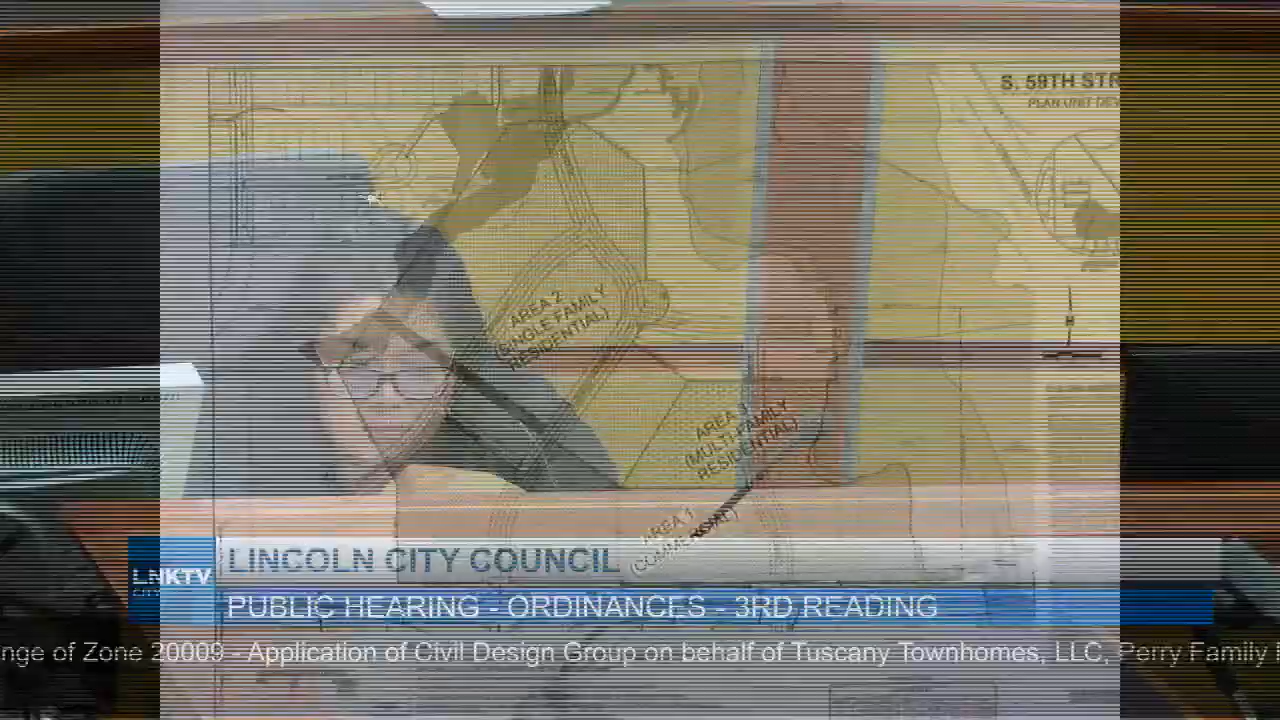 S. 59TH STR
PLAN UNIT DEV
AREA 2
(SINGLE FAMILY
RESIDENTIAL)
N
AREA 3
(MULTI-FAMILY
RESIDENTIAL)
AREA 1
(COMMERCIAL)
LNKTV
CITY
LINCOLN CITY COUNCIL
PUBLIC HEARING - ORDINANCES - 3RD READING
nge of Zone 20009 - Application of Civil Design Group on behalf of Tuscany Townhomes, LLC, Perry Family